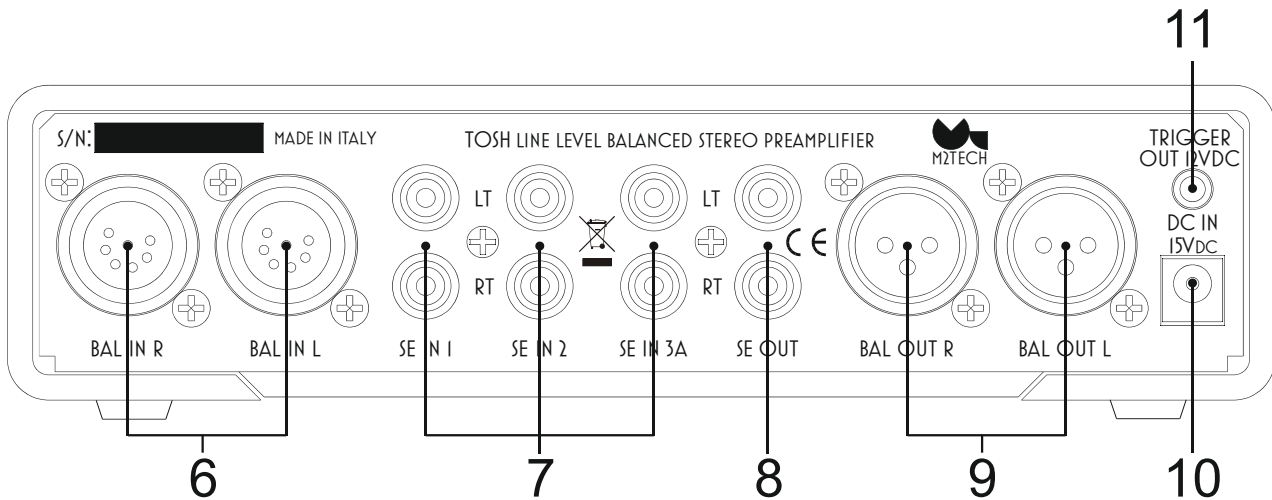 11
S/N:
MADE IN ITALY
TOSH LINE LEVEL BALANCED STEREO PREAMPLIFIER
M2TECH
TRIGGER
OUT 12VDC
LT
LT
DC IN
15VDC
CE
RT
RT
BAL IN R
BAL IN L
SE IN 1
SE IN 2
SE IN 3A
SE OUT
BAL OUT R
BAL OUT L
6
7
8
9
10